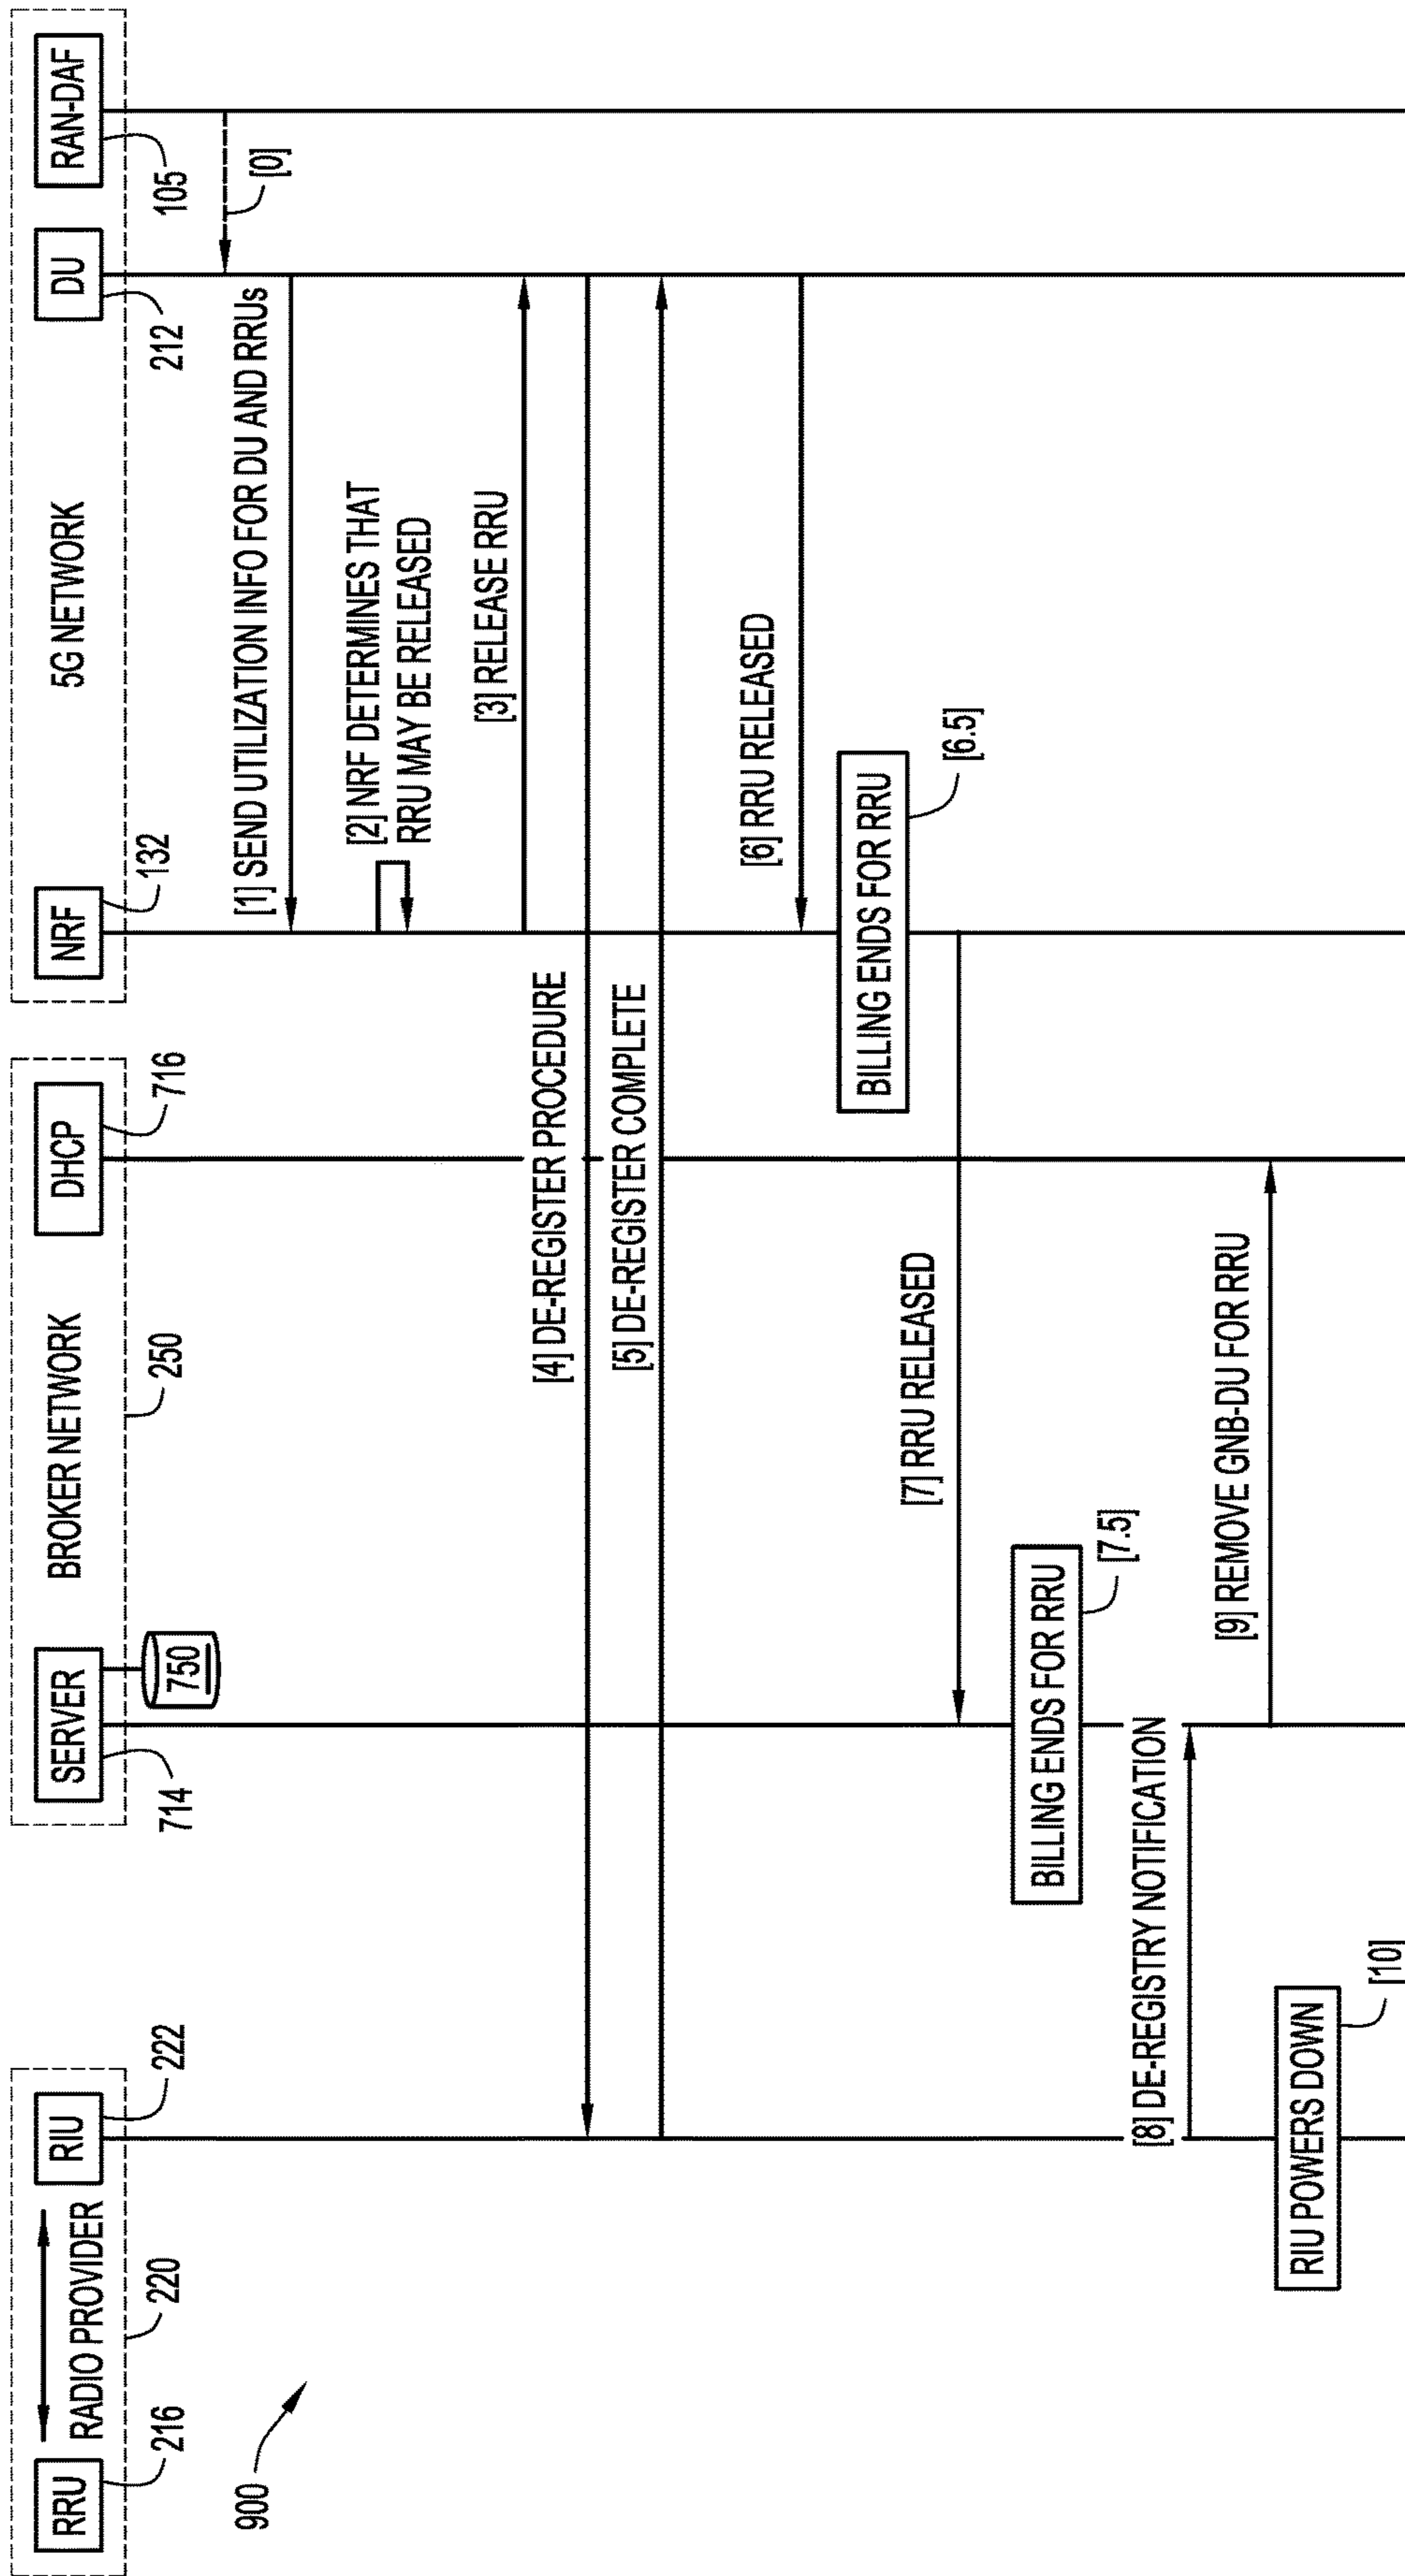 900
RRU
216
RADIO PROVIDER
220
RIU
222
SERVER
714
750
BROKER NETWORK
250
DHCP
716
NRF
132
5G NETWORK
DU
212
RAN-DAF
105
[0]
[1] SEND UTILIZATION INFO FOR DU AND RRUs
[2] NRF DETERMINES THAT
RRU MAY BE RELEASED
[3] RELEASE RRU
[4] DE-REGISTER PROCEDURE
[5] DE-REGISTER COMPLETE
[6] RRU RELEASED
BILLING ENDS FOR RRU
[6.5]
[7] RRU RELEASED
BILLING ENDS FOR RRU
[7.5]
[8] DE-REGISTRY NOTIFICATION
[9] REMOVE GNB-DU FOR RRU
RIU POWERS DOWN
[10]